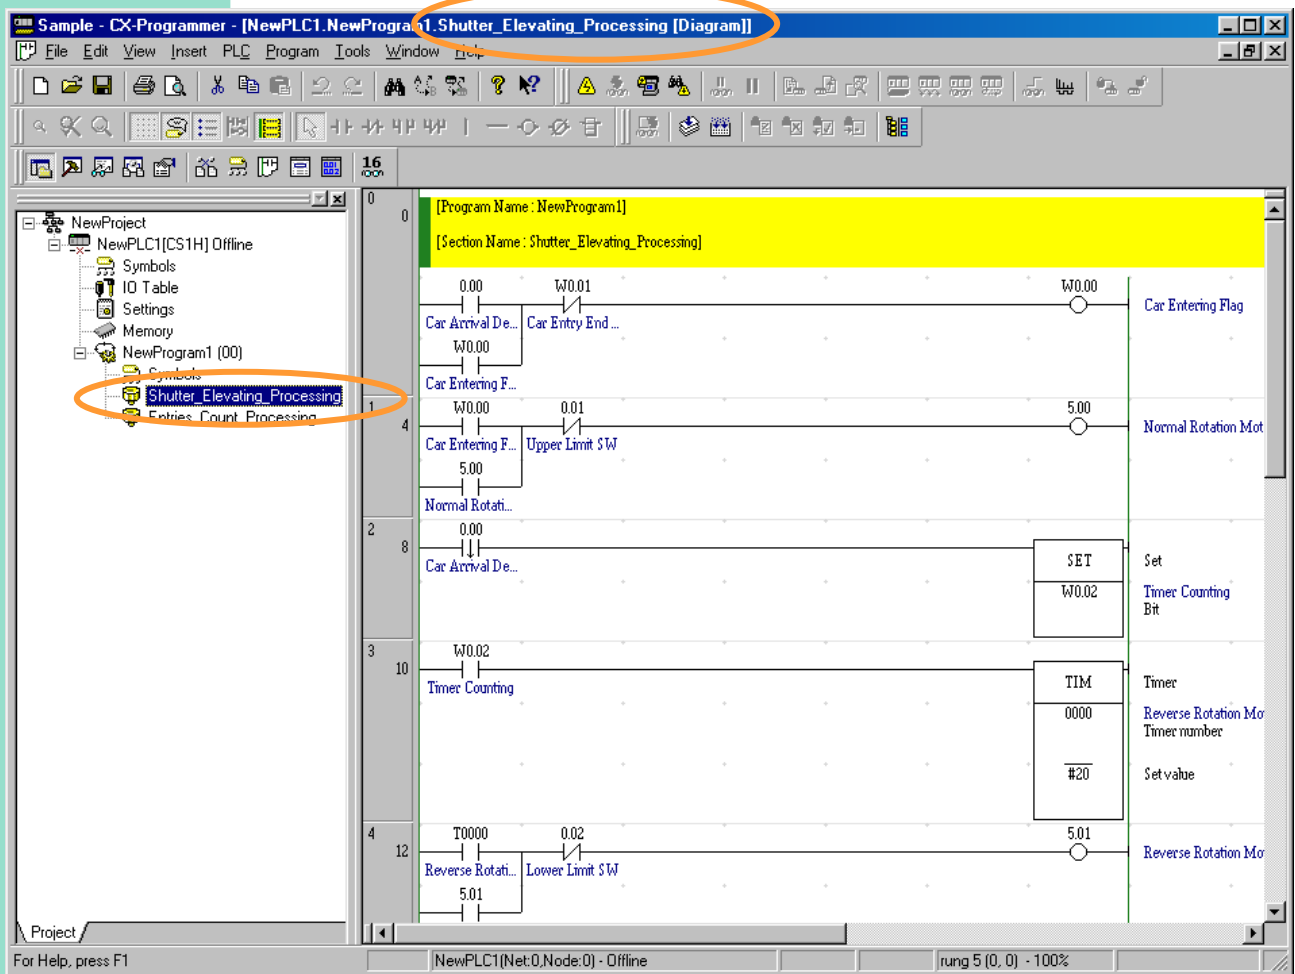 Sample - CX-Programmer - [NewPLC1.NewProgram1.Shutter_Elevating_Processing [Diagram]]
File Edit View Insert PLC Program Tools Window Help
16
NewProject
NewPLC1[CS1H] Offline
Symbols
IO Table
Settings
Memory
NewProgram1 (00)
Symbols
Shutter_Elevating_Processing
Entries_Count_Processing
Project
0
0
[Program Name : NewProgram1]
[Section Name : Shutter_Elevating_Processing]
0.00 W0.01 W0.00
Car Entering Flag
Car Arrival De... Car Entry End ...
W0.00
Car Entering F...
1
4
W0.00 0.01 5.00
Normal Rotation Mot
Car Entering F... Upper Limit SW
5.00
Normal Rotati...
2
8
0.00
Car Arrival De...
SET Set
W0.02 Timer Counting
Bit
3
10
W0.02
Timer Counting
TIM Timer
0000 Reverse Rotation Mo
Timer number
#20 Set value
4
12
T0000 0.02 5.01
Reverse Rotation Mo
Reverse Rotati... Lower Limit SW
5.01
For Help, press F1
NewPLC1(Net:0,Node:0) - Offline
rung 5 (0, 0) - 100%